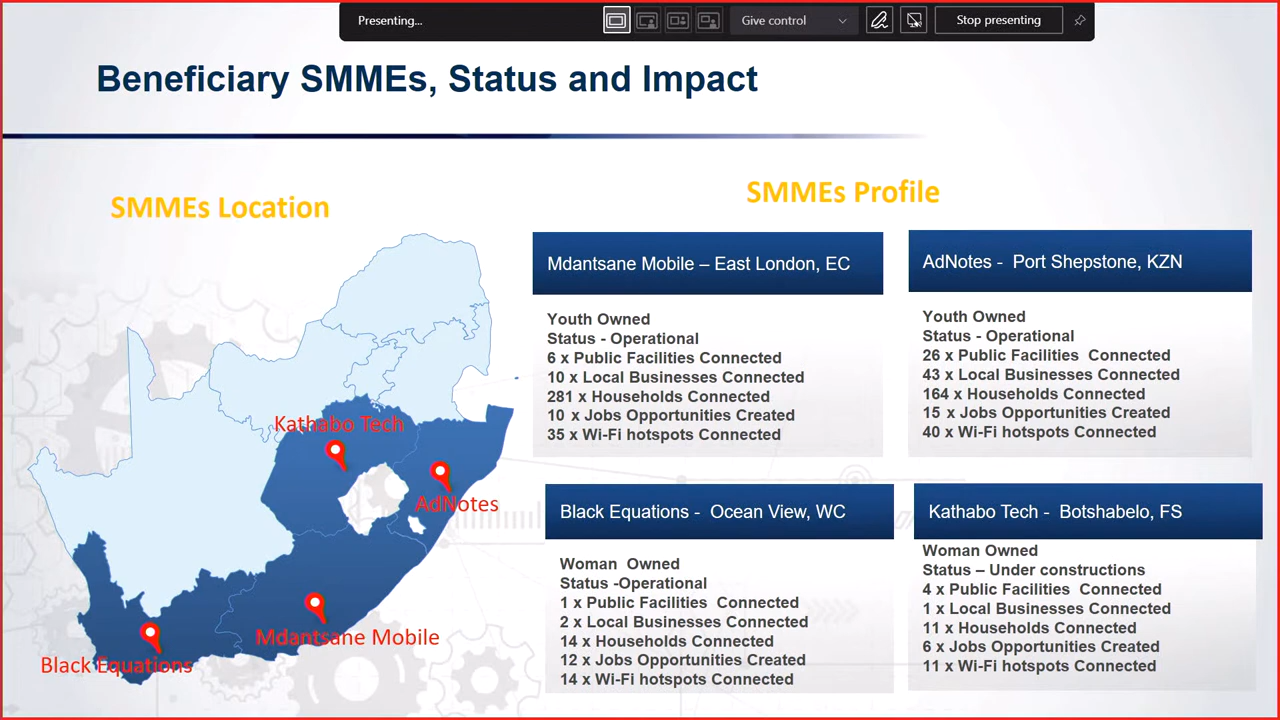 Presenting...
Give control
Stop presenting
Beneficiary SMMEs, Status and Impact
SMMEs Location
Kathabo Tech
AdNotes
Mdantsane Mobile
Black Equations
SMMEs Profile
Mdantsane Mobile – East London, EC
Youth Owned
Status - Operational
6 x Public Facilities Connected
10 x Local Businesses Connected
281 x Households Connected
10 x Jobs Opportunities Created
35 x Wi-Fi hotspots Connected
AdNotes - Port Shepstone, KZN
Youth Owned
Status - Operational
26 x Public Facilities Connected
43 x Local Businesses Connected
164 x Households Connected
15 x Jobs Opportunities Created
40 x Wi-Fi hotspots Connected
Black Equations - Ocean View, WC
Woman Owned
Status -Operational
1 x Public Facilities Connected
2 x Local Businesses Connected
14 x Households Connected
12 x Jobs Opportunities Created
14 x Wi-Fi hotspots Connected
Kathabo Tech - Botshabelo, FS
Woman Owned
Status – Under constructions
4 x Public Facilities Connected
1 x Local Businesses Connected
11 x Households Connected
6 x Jobs Opportunities Created
11 x Wi-Fi hotspots Connected